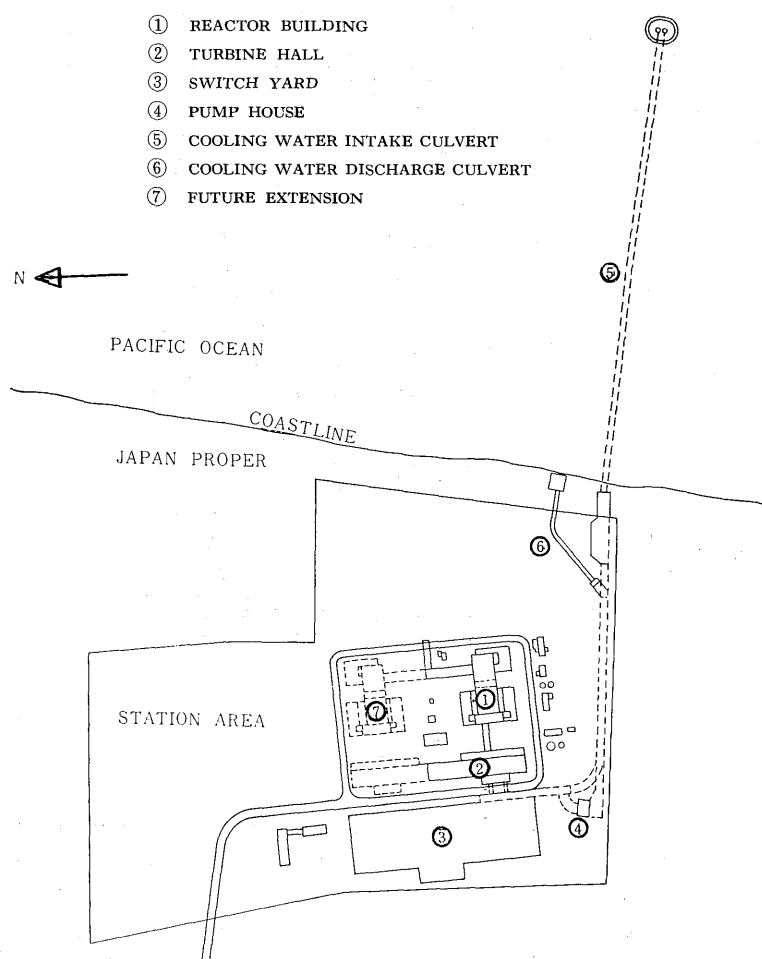 ① REACTOR BUILDING
② TURBINE HALL
③ SWITCH YARD
④ PUMP HOUSE
⑤ COOLING WATER INTAKE CULVERT
⑥ COOLING WATER DISCHARGE CULVERT
⑦ FUTURE EXTENSION
N
⑤
PACIFIC OCEAN
COASTLINE
JAPAN PROPER
⑥
STATION AREA
⑦
①
②
③
④